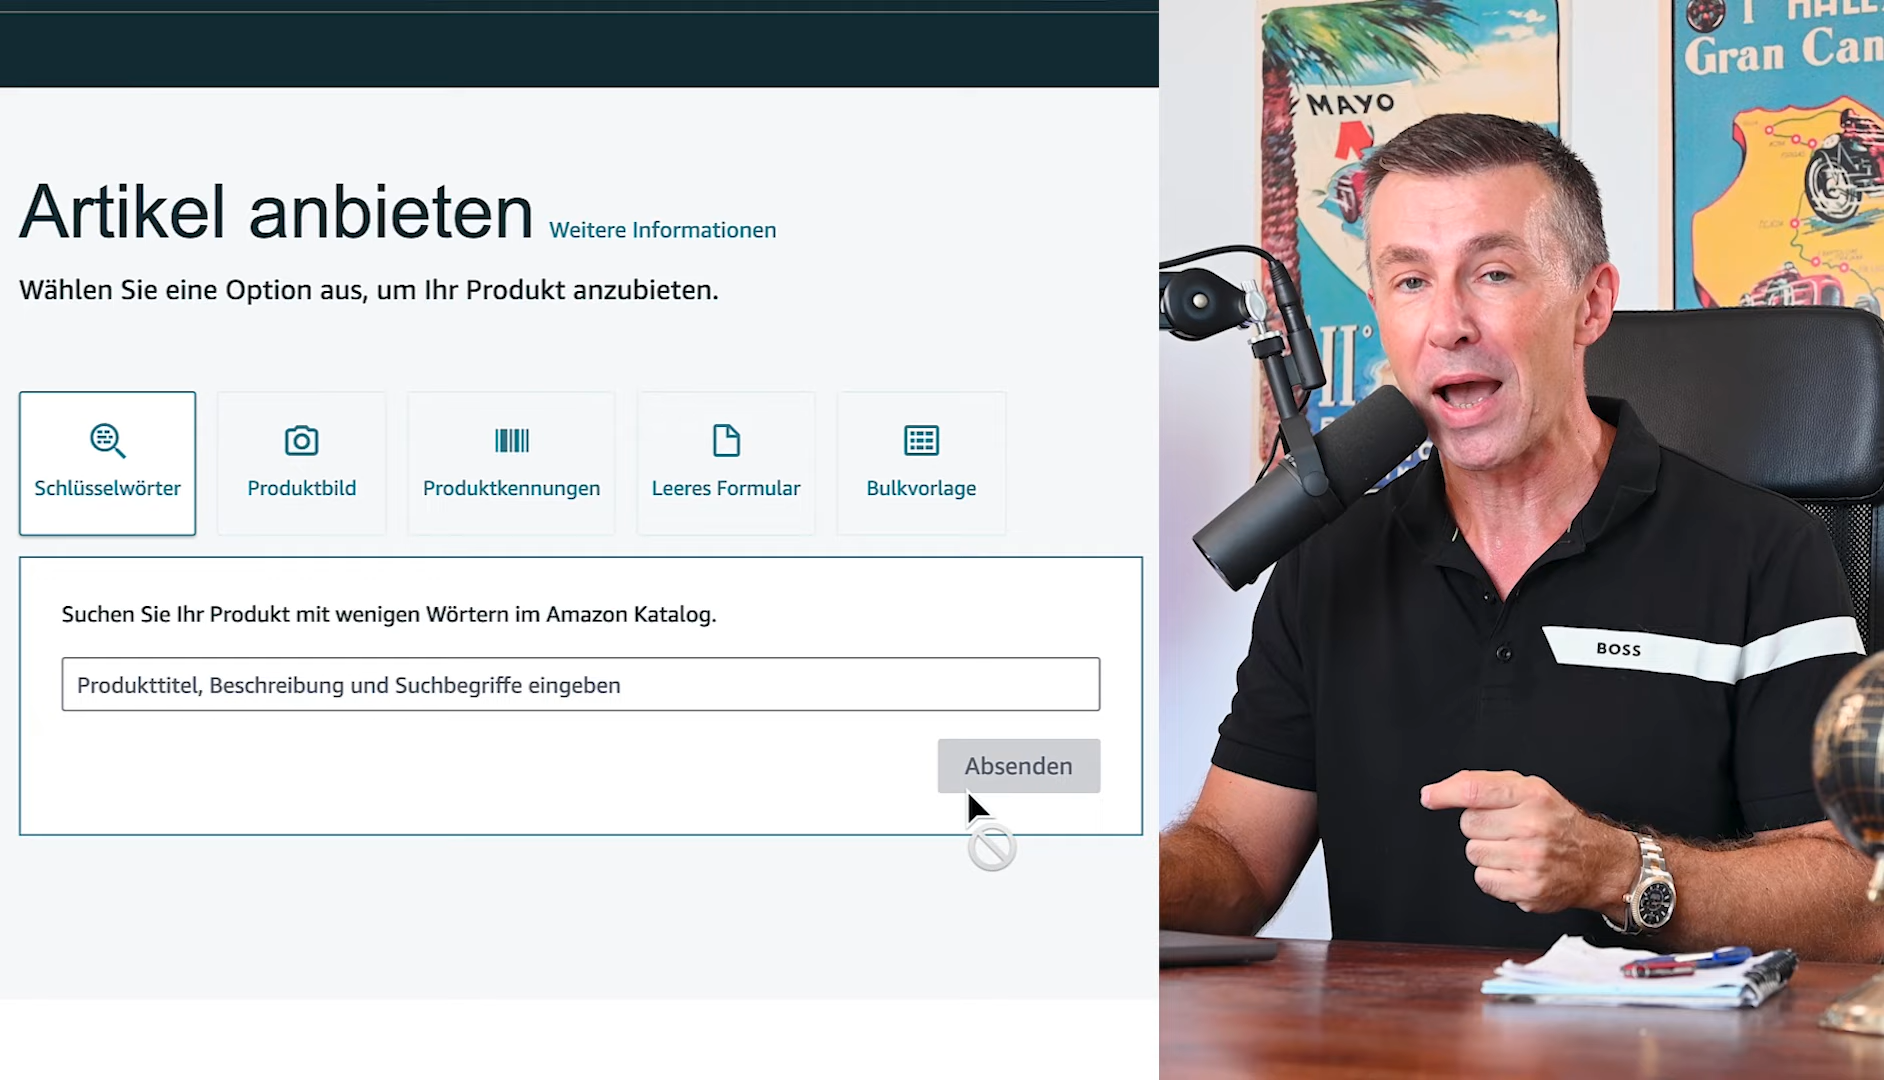 Artikel anbieten Weitere Informationen
Wählen Sie eine Option aus, um Ihr Produkt anzubieten.
Schlüsselwörter
Produktbild
Produktkennungen
Leeres Formular
Bulkvorlage
Suchen Sie Ihr Produkt mit wenigen Wörtern im Amazon Katalog.
Produkttitel, Beschreibung und Suchbegriffe eingeben
Absenden
MAYO
Gran Can
BOSS